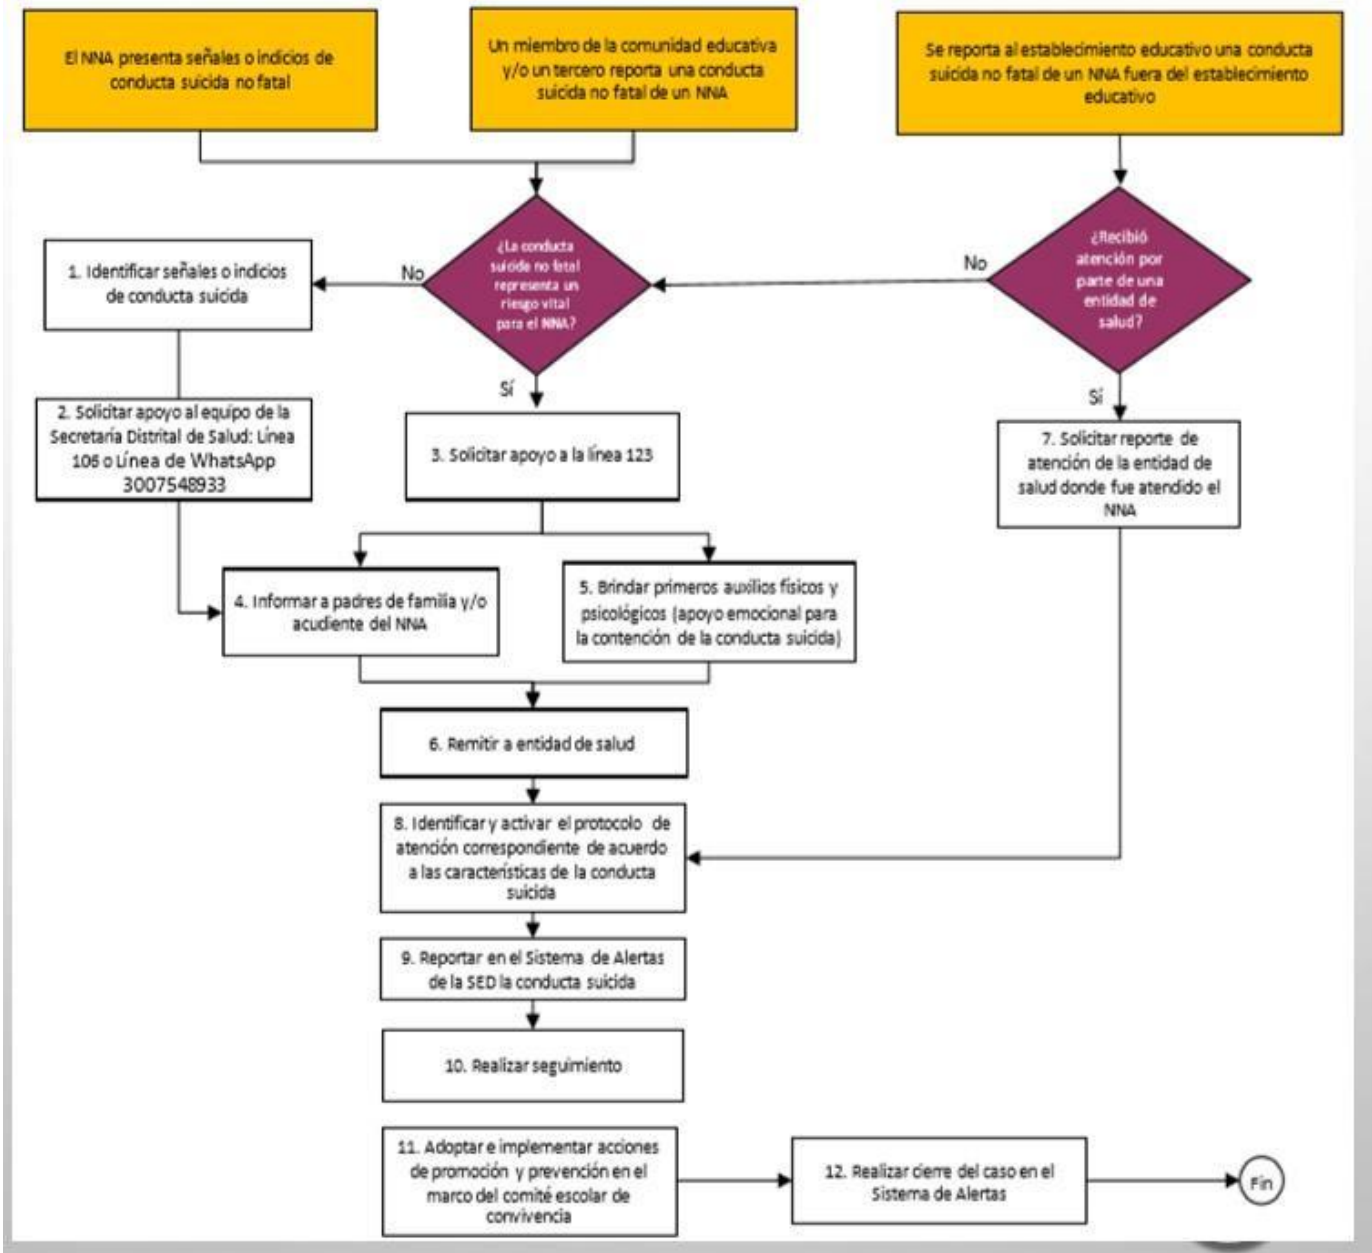 El NNA presenta señales o indicios de
conducta suicida no fatal
Un miembro de la comunidad educativa
y/o un tercero reporta una conducta
suicida no fatal de un NNA
Se reporta al establecimiento educativo una conducta
suicida no fatal de un NNA fuera del establecimiento
educativo
¿La conducta
suicida no fatal
representa un
riesgo vital
para el NNA?
¿Recibió
atención por
parte de una
entidad de
salud?
No
No
Sí
Sí
1. Identificar señales o indicios
de conducta suicida
2. Solicitar apoyo al equipo de la
Secretaría Distrital de Salud: Línea
106 o Línea de WhatsApp
3007548933
3. Solicitar apoyo a la línea 123
7. Solicitar reporte de
atención de la entidad de
salud donde fue atendido el
NNA
4. Informar a padres de familia y/o
acudiente del NNA
5. Brindar primeros auxilios físicos y
psicológicos (apoyo emocional para
la contención de la conducta suicida)
6. Remitir a entidad de salud
8. Identificar y activar el protocolo de
atención correspondiente de acuerdo
a las características de la conducta
suicida
9. Reportar en el Sistema de Alertas
de la SED la conducta suicida
10. Realizar seguimiento
11. Adoptar e implementar acciones
de promoción y prevención en el
marco del comité escolar de
convivencia
12. Realizar cierre del caso en el
Sistema de Alertas
Fin